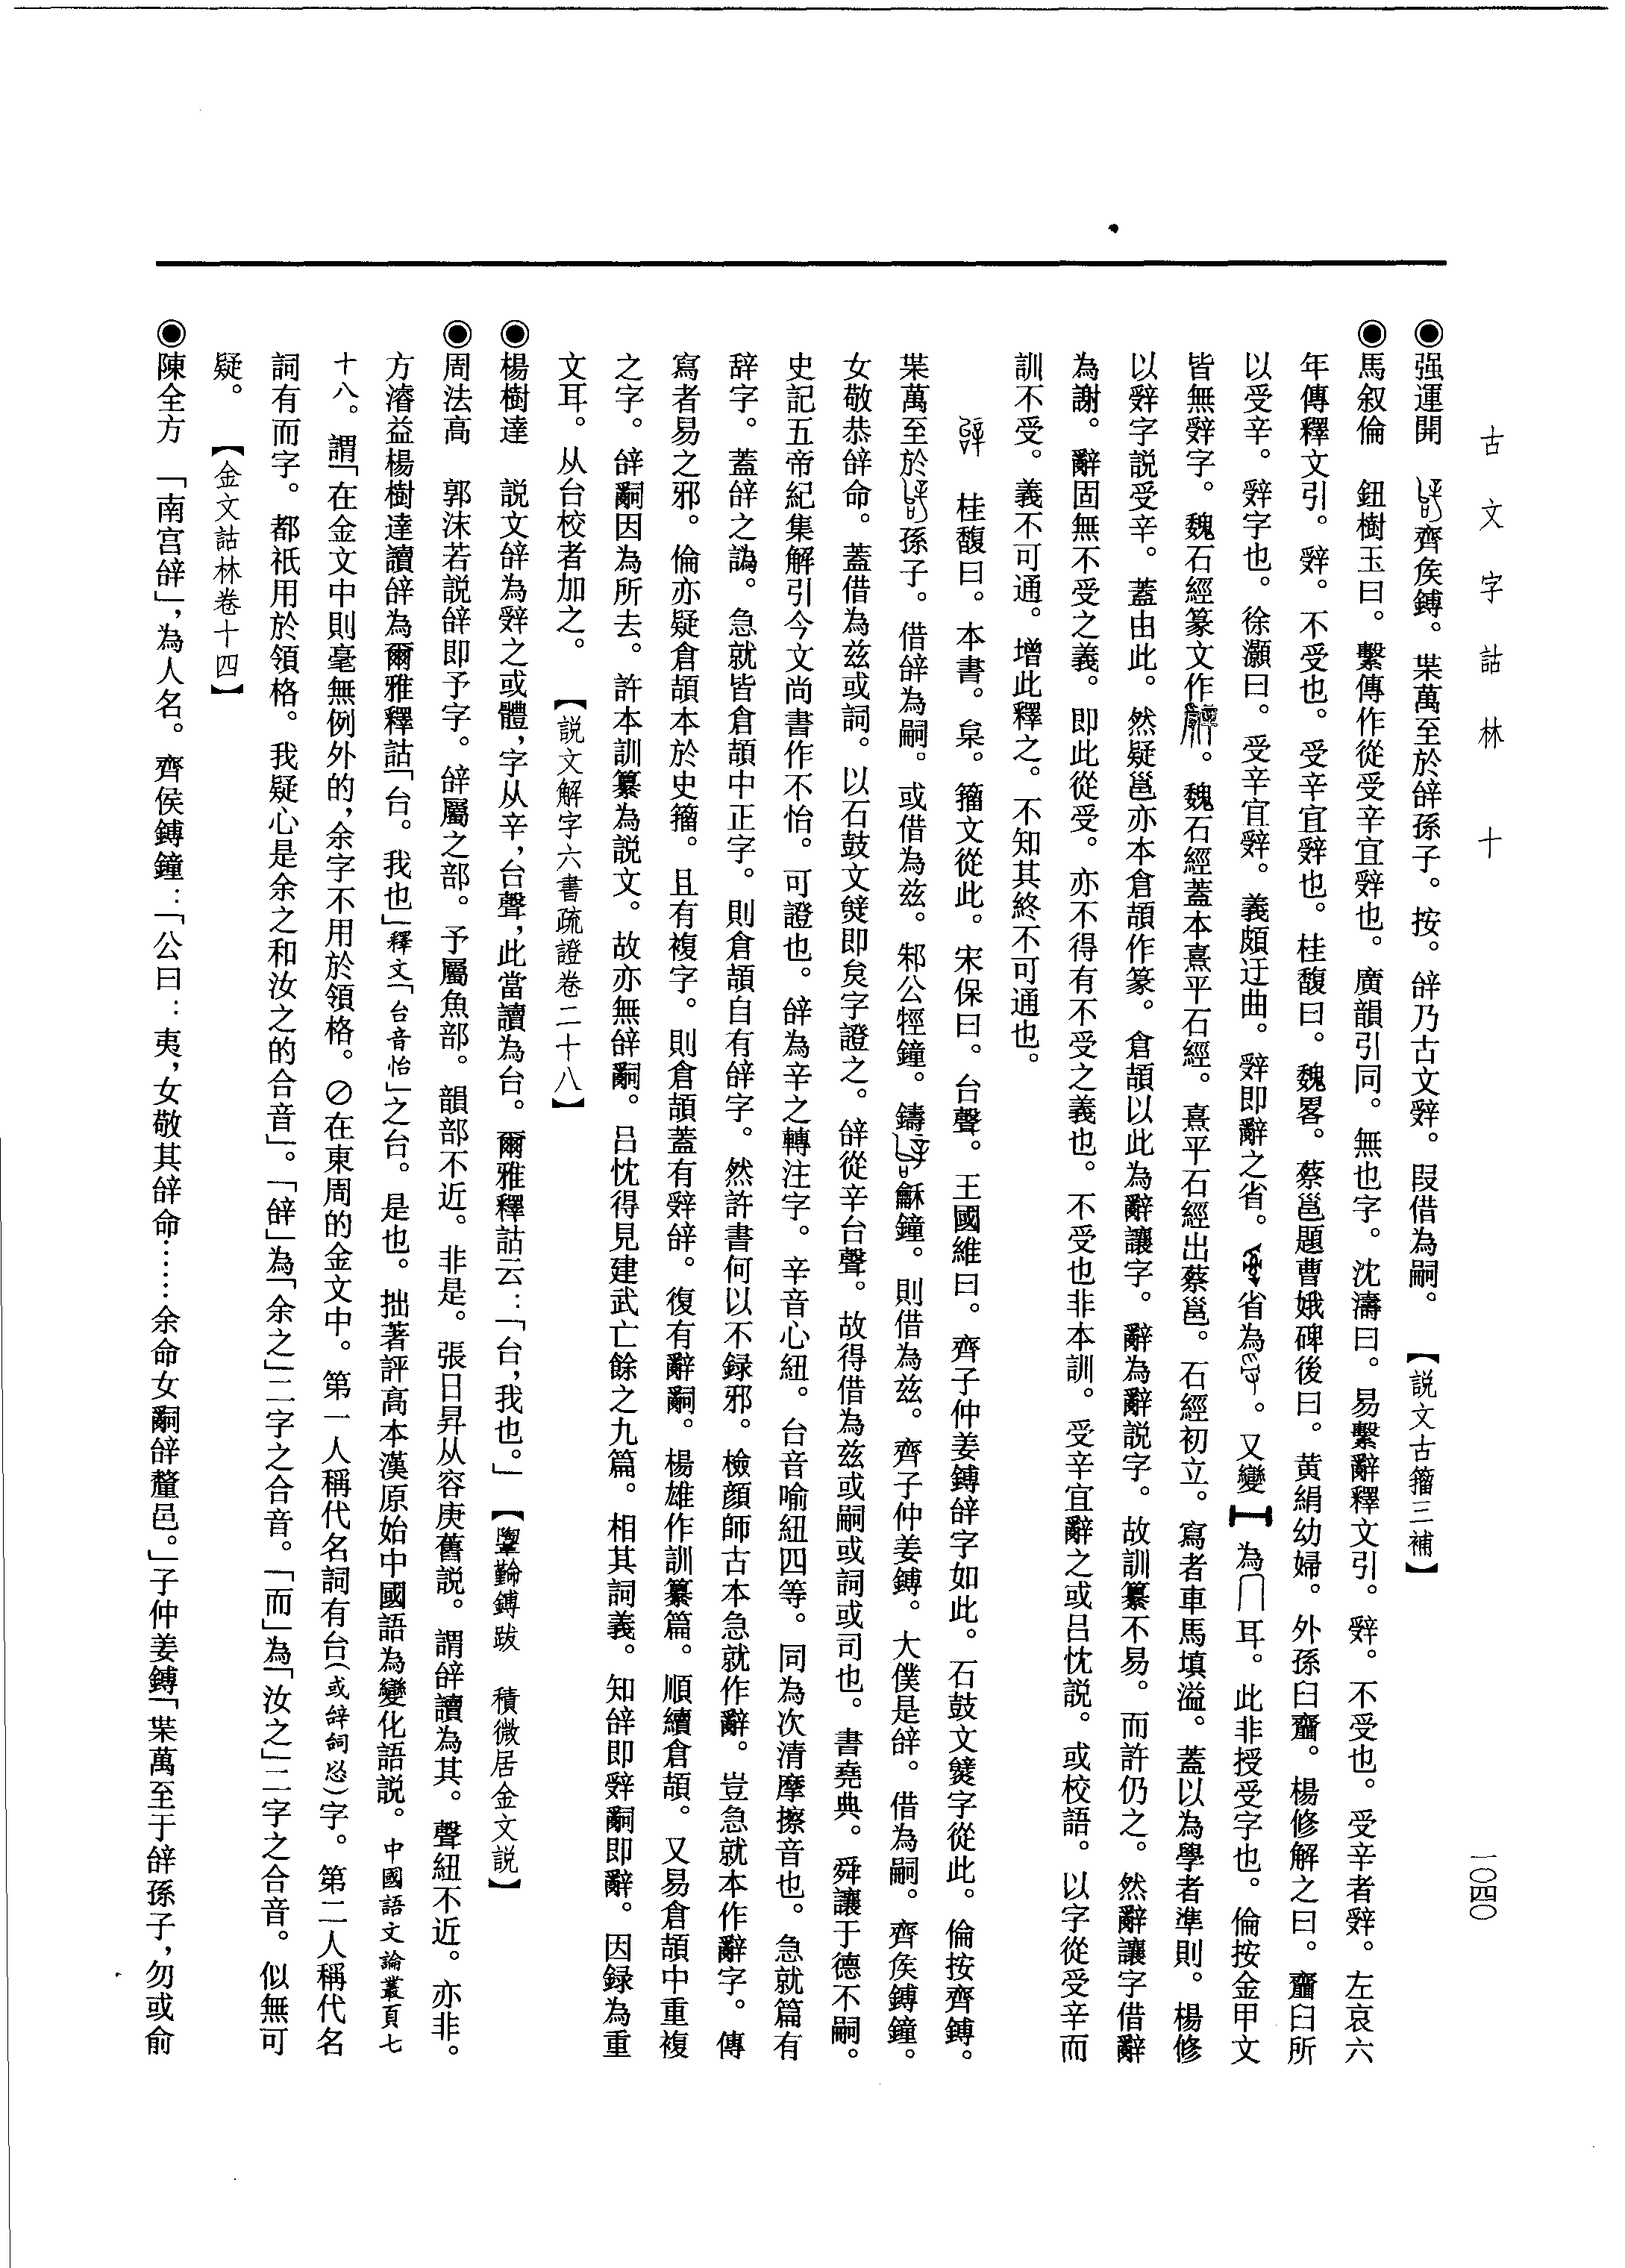 古文字詁林 十
一〇四〇
◉强運開　齊矦鎛。枼萬至於辝孫子。按。辝乃古文辤。叚借為嗣。　【説文古籀三補】
◉馬叙倫　鈕樹玉曰。繫傳作從受辛宜辤也。廣韻引同。無也字。沈濤曰。易繫辭釋文引。辤。不受也。受辛者辤。左哀六
年傳釋文引。辤。不受也。受辛宜辤也。桂馥曰。魏畧。蔡邕題曹娥碑後曰。黃絹幼婦。外孫臼齏。楊修解之曰。齏臼所
以受辛。辤字也。徐灝曰。受辛宜辤。義頗迂曲。辤即辭之省。省為。又變為耳。此非授受字也。倫按金甲文
皆無辤字。魏石經篆文作。魏石經蓋本熹平石經。熹平石經出蔡邕。石經初立。寫者車馬填溢。蓋以為學者準則。楊修
以辤字説受辛。蓋由此。然疑邕亦本倉頡作篆。倉頡以此為辭讓字。辭為辭説字。故訓纂不易。而許仍之。然辭讓字借辭
為謝。辭固無不受之義。即此從受。亦不得有不受之義也。不受也非本訓。受辛宜辭之或呂忱説。或校語。以字從受辛而
訓不受。義不可通。增此釋之。不知其終不可通也。
桂馥曰。本書。枲。籀文從此。宋保曰。台聲。王國維曰。齊子仲姜鎛辝字如此。石鼓文字從此。倫按齊鎛。
枼萬至於孫子。借辝為嗣。或借為兹。邾公牼鐘。鑄龢鐘。則借為兹。齊子仲姜鎛。大僕是辝。借為嗣。齊矦鎛鐘。
女敬恭辝命。蓋借為兹或詞。以石鼓文即炱字證之。辝從辛台聲。故得借為兹或嗣或詞或司也。書堯典。舜讓于德不嗣。
史記五帝紀集解引今文尚書作不怡。可證也。辝為辛之轉注字。辛音心紐。台音喻紐四等。同為次清摩擦音也。急就篇有
辭字。蓋辝之譌。急就皆倉頡中正字。則倉頡自有辝字。然許書何以不録邪。檢顔師古本急就作辭。豈急就本作辭字。傳
寫者易之邪。倫亦疑倉頡本於史籀。且有複字。則倉頡蓋有辤辝。復有辭嗣。楊雄作訓纂篇。順續倉頡。又易倉頡中重複
之字。辝嗣因為所去。許本訓纂為説文。故亦無辝嗣。呂忱得見建武亡餘之九篇。相其詞義。知辝即辤嗣即辭。因録為重
文耳。从台校者加之。　【説文解字六書疏證卷二十八】
◉楊樹達　説文辝為辤之或體，字从辛，台聲，此當讀為台。爾雅釋詁云：「台，我也。」　【鎛跋　積微居金文説】
◉周法高　郭沫若説辝即予字。辝屬之部。予屬魚部。韻部不近。非是。張日昇从容庚舊説。謂辝讀為其。聲紐不近。亦非。
方濬益楊樹達讀辝為爾雅釋詁「台。我也」釋文「台音怡」之台。是也。拙著評高本漢原始中國語為變化語説。中國語文論叢頁七
十八。謂「在金文中則毫無例外的，余字不用於領格。⊘在東周的金文中。第一人稱代名詞有台(或辝䛐)字。第二人稱代名
詞有而字。都祇用於領格。我疑心是余之和汝之的合音」。「辝」為「余之」二字之合音。「而」為「汝之」二字之合音。似無可
疑。　【金文詁林卷十四】
◉陳全方　「南宫辝」，為人名。齊侯鎛鐘：「公曰：夷，女敬其辝命……余命女嗣辝釐邑。」子仲姜鎛「枼萬至于辝孫子，勿或俞